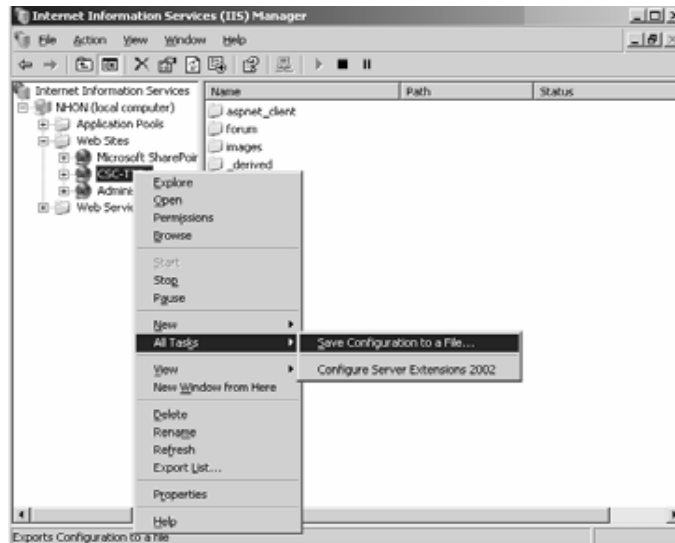 Internet Information Services (IIS) Manager
File Action View Window Help
Internet Information Services
NHON (local computer)
Application Pools
Web Sites
Microsoft SharePoir
CSC-T
Admini
Web Servic
Name Path Status
aspnet_client
forum
images
_derived
Explore
Open
Permissions
Browse
Start
Stop
Pause
New
All Tasks
View
New Window from Here
Delete
Rename
Refresh
Export List...
Properties
Help
Save Configuration to a File...
Configure Server Extensions 2002
Exports Configuration to a file